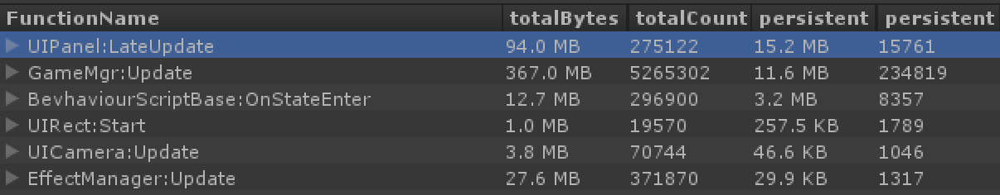 FunctionName totalBytes totalCount persistent persistent
UIPanel:LateUpdate 94.0 MB 275122 15.2 MB 15761
GameMgr:Update 367.0 MB 5265302 11.6 MB 234819
BevhaviourScriptBase:OnStateEnter 12.7 MB 296900 3.2 MB 8357
UIRect:Start 1.0 MB 19570 257.5 KB 1789
UICamera:Update 3.8 MB 70744 46.6 KB 1046
EffectManager:Update 27.6 MB 371870 29.9 KB 1317